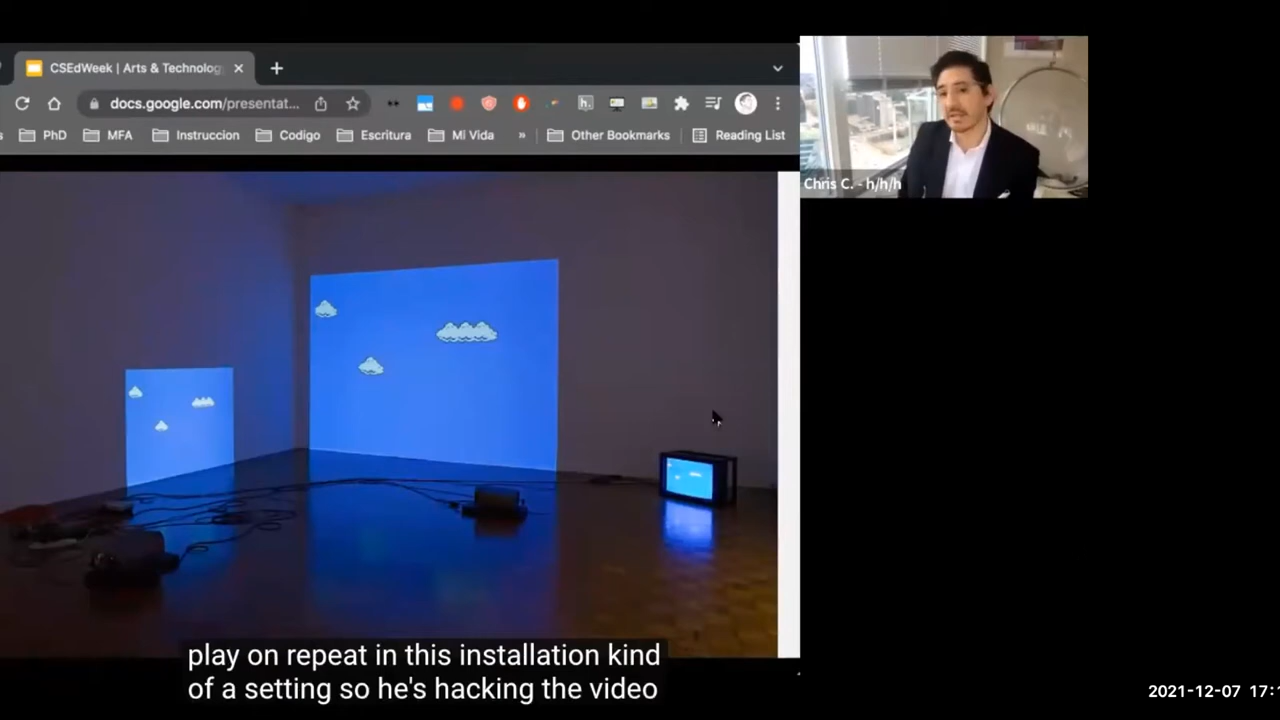 CSEdWeek | Arts & Technolog
docs.google.com/presentat...
s PhD MFA Instruccion Codigo Escritura Mi Vida » Other Bookmarks Reading List
Chris C. - h/h/h
play on repeat in this installation kind
of a setting so he's hacking the video
2021-12-07 17:1